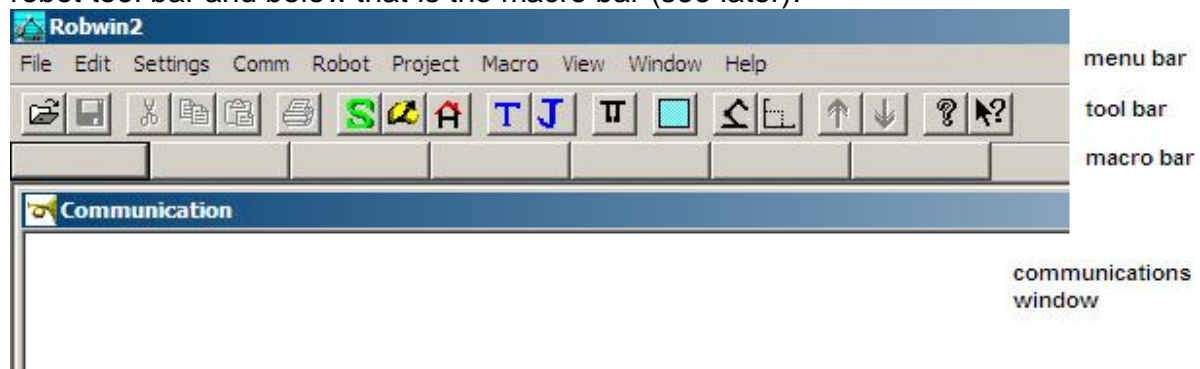 robot tool bar and below that is the macro bar (see later).
Robwin2
File Edit Settings Comm Robot Project Macro View Window Help
menu bar
S T J
tool bar
macro bar
Communication
communications
window